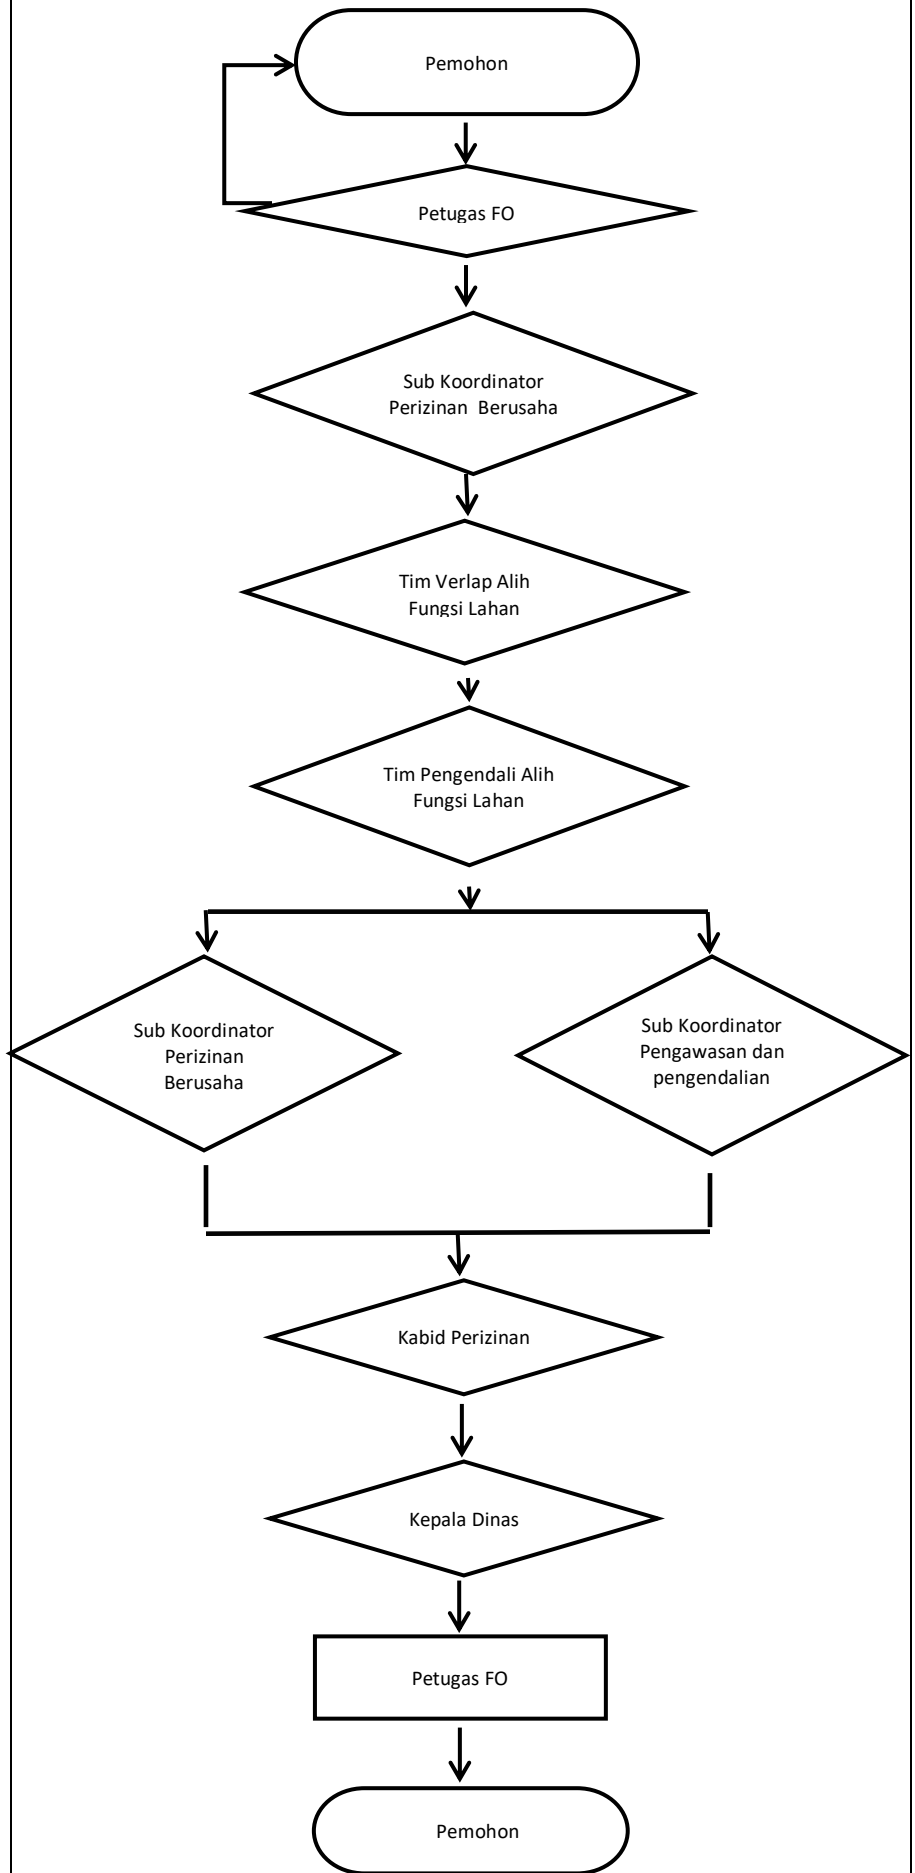 Pemohon
Petugas FO
Sub Koordinator
Perizinan  Berusaha
Tim Verlap Alih
Fungsi Lahan
Tim Pengendali Alih
Fungsi Lahan
Sub Koordinator
Perizinan
Berusaha
Sub Koordinator
Pengawasan dan
pengendalian
Kabid Perizinan
Kepala Dinas
Petugas FO
Pemohon